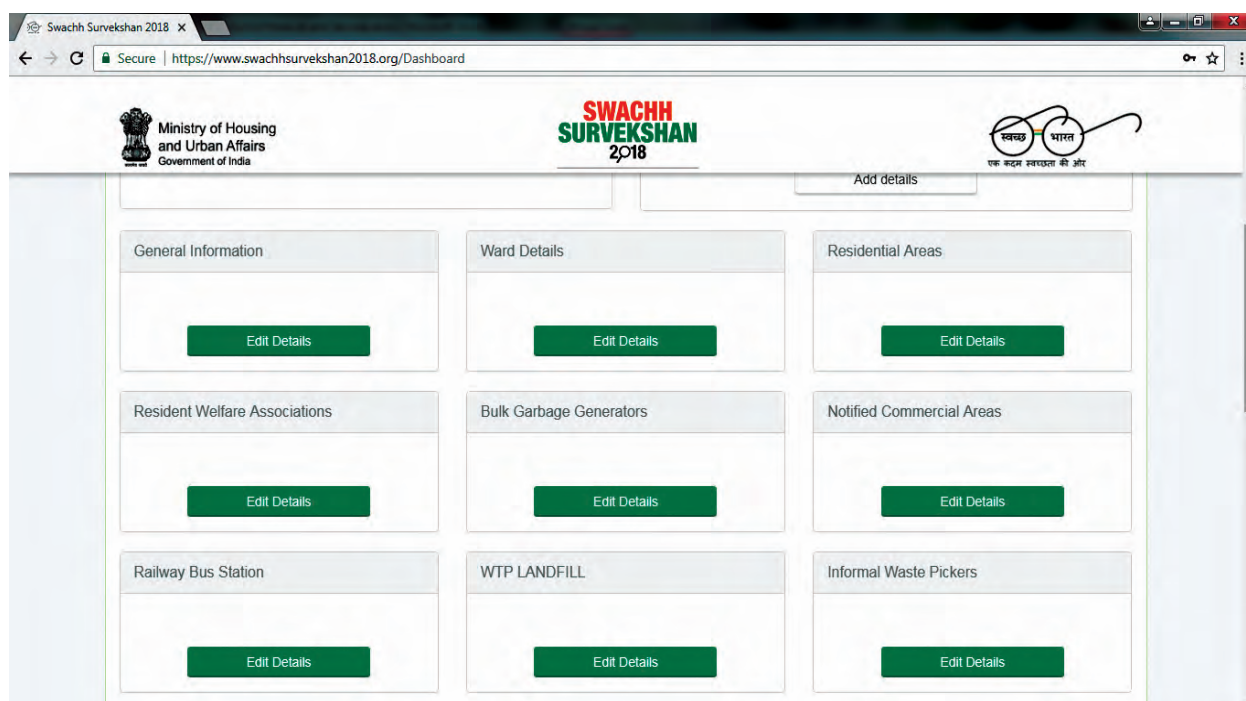 Swachh Survekshan 2018
Secure | https://www.swachhsurvekshan2018.org/Dashboard
Ministry of Housing
and Urban Affairs
Government of India
SWACHH
SURVEKSHAN
2018
स्वच्छ भारत
एक कदम स्वच्छता की ओर
Add details
General Information
Ward Details
Residential Areas
Edit Details
Edit Details
Edit Details
Resident Welfare Associations
Bulk Garbage Generators
Notified Commercial Areas
Edit Details
Edit Details
Edit Details
Railway Bus Station
WTP LANDFILL
Informal Waste Pickers
Edit Details
Edit Details
Edit Details